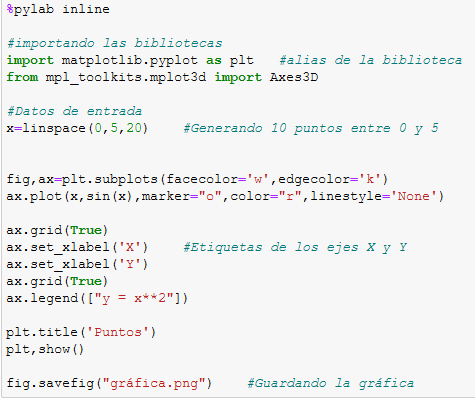 %pylab inline
#importando las bibliotecas
import matplotlib.pyplot as plt   #alias de la biblioteca
from mpl_toolkits.mplot3d import Axes3D
#Datos de entrada
x=linspace(0,5,20)    #Generando 10 puntos entre 0 y 5
fig,ax=plt.subplots(facecolor='w',edgecolor='k')
ax.plot(x,sin(x),marker="o",color="r",linestyle='None')
ax.grid(True)
ax.set_xlabel('X')    #Etiquetas de los ejes X y Y
ax.set_xlabel('Y')
ax.grid(True)
ax.legend(["y = x**2"])
plt.title('Puntos')
plt,show()
fig.savefig("gráfica.png")    #Guardando la gráfica